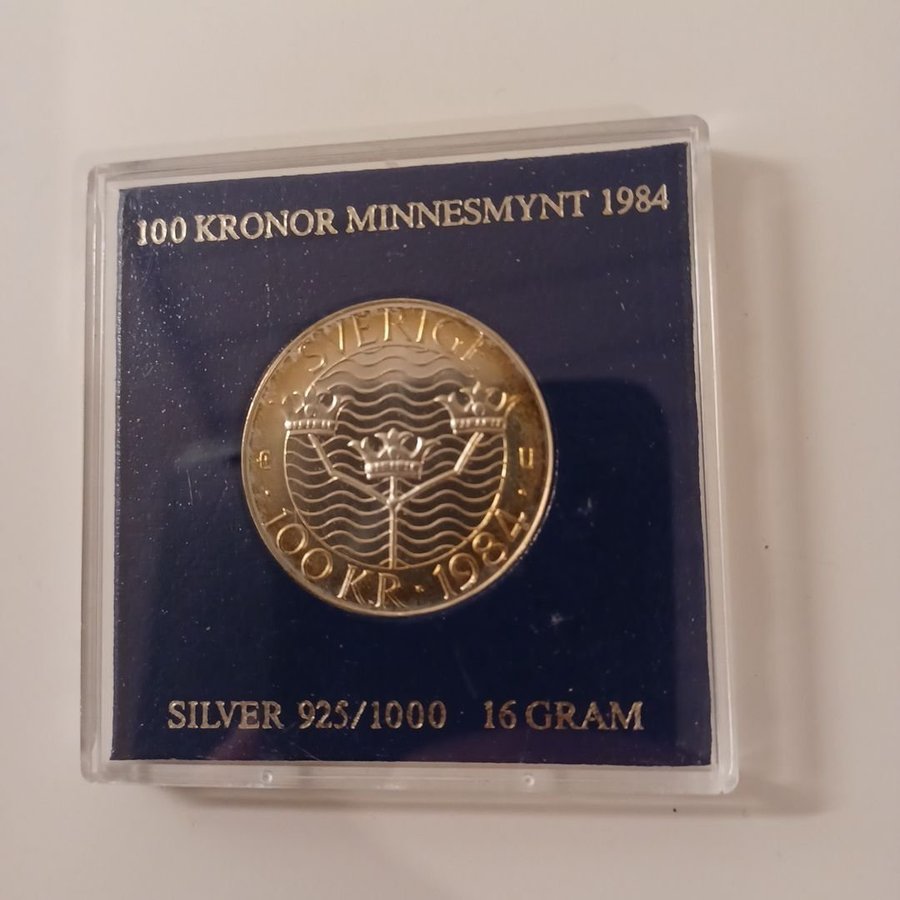 100 KRONOR MINNESMYNT 1984
SVERIGE
E U
100 KR · 1984
SILVER 925/1000 16 GRAM